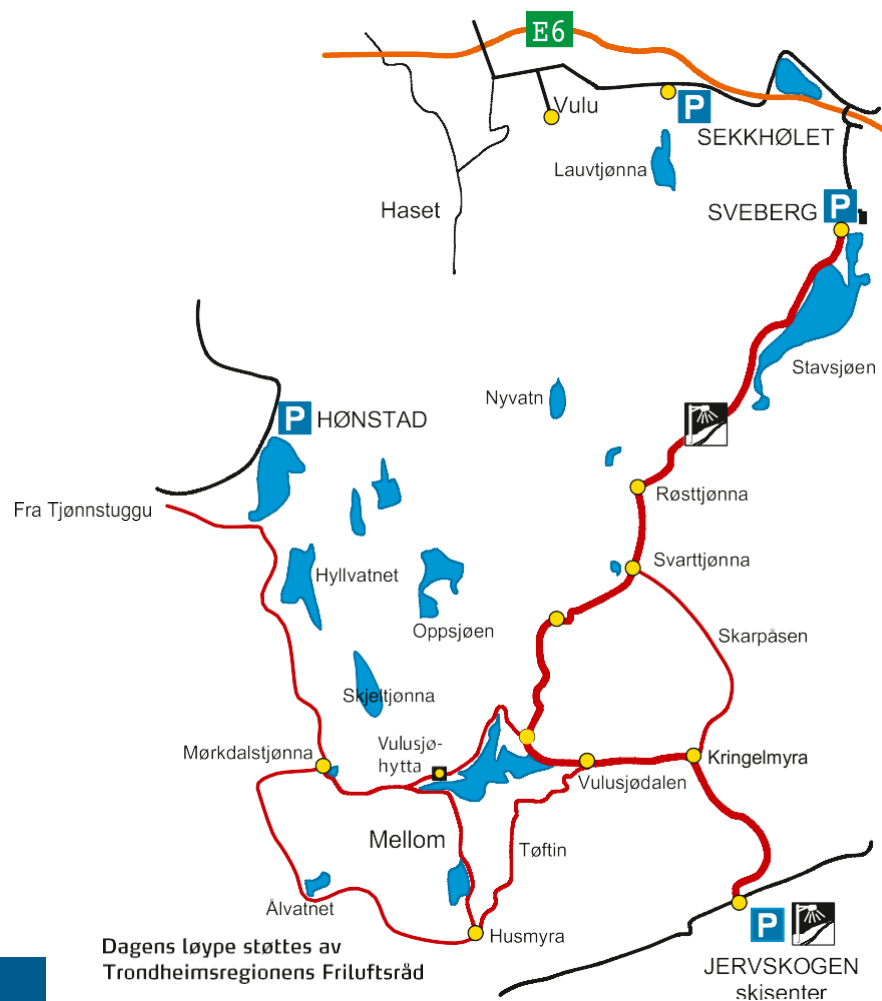 E6
Vulu
P
SEKKHØLET
Lauvtjønna
Haset
SVEBERG P
Stavsjøen
Nyvatn
P HØNSTAD
Røsttjønna
Fra Tjønnstuggu
Hyllvatnet
Svarttjønna
Oppsjøen
Skarpåsen
Skjeltjønna
Mørkdalstjønna
Vulusjø-
hytta
Kringelmyra
Vulusjødalen
Mellom
Tøftin
Ålvatnet
Husmyra
P
Dagens løype støttes av
Trondheimsregionens Friluftsråd
JERVSKOGEN
skisenter